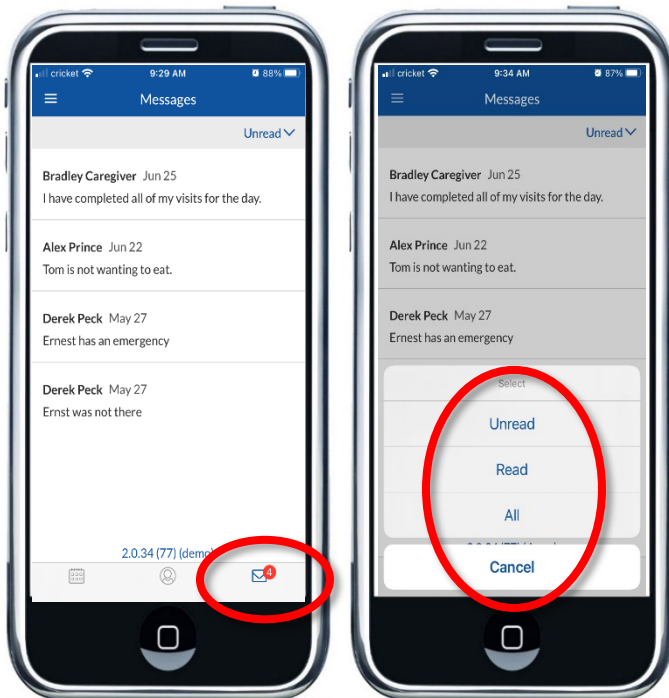 cricket 9:29 AM 88%
Messages
Unread
Bradley Caregiver Jun 25
I have completed all of my visits for the day.
Alex Prince Jun 22
Tom is not wanting to eat.
Derek Peck May 27
Ernest has an emergency
Derek Peck May 27
Ernst was not there
2.0.34 (77) (demo)
4
cricket 9:34 AM 87%
Messages
Unread
Bradley Caregiver Jun 25
I have completed all of my visits for the day.
Alex Prince Jun 22
Tom is not wanting to eat.
Derek Peck May 27
Ernest has an emergency
Select
Unread
Read
All
Cancel